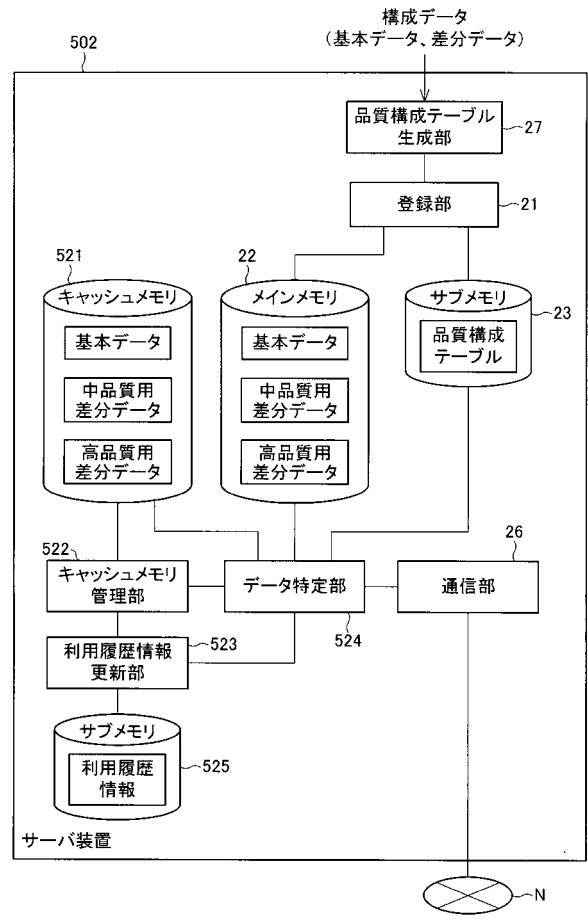 構成データ
(基本データ、差分データ)
502
品質構成テーブル
生成部
27
登録部
21
521
キャッシュメモリ
基本データ
中品質用
差分データ
高品質用
差分データ
22
メインメモリ
基本データ
中品質用
差分データ
高品質用
差分データ
サブメモリ
23
品質構成
テーブル
522
キャッシュメモリ
管理部
データ特定部
524
26
通信部
523
利用履歴情報
更新部
サブメモリ
利用履歴
情報
525
サーバ装置
N